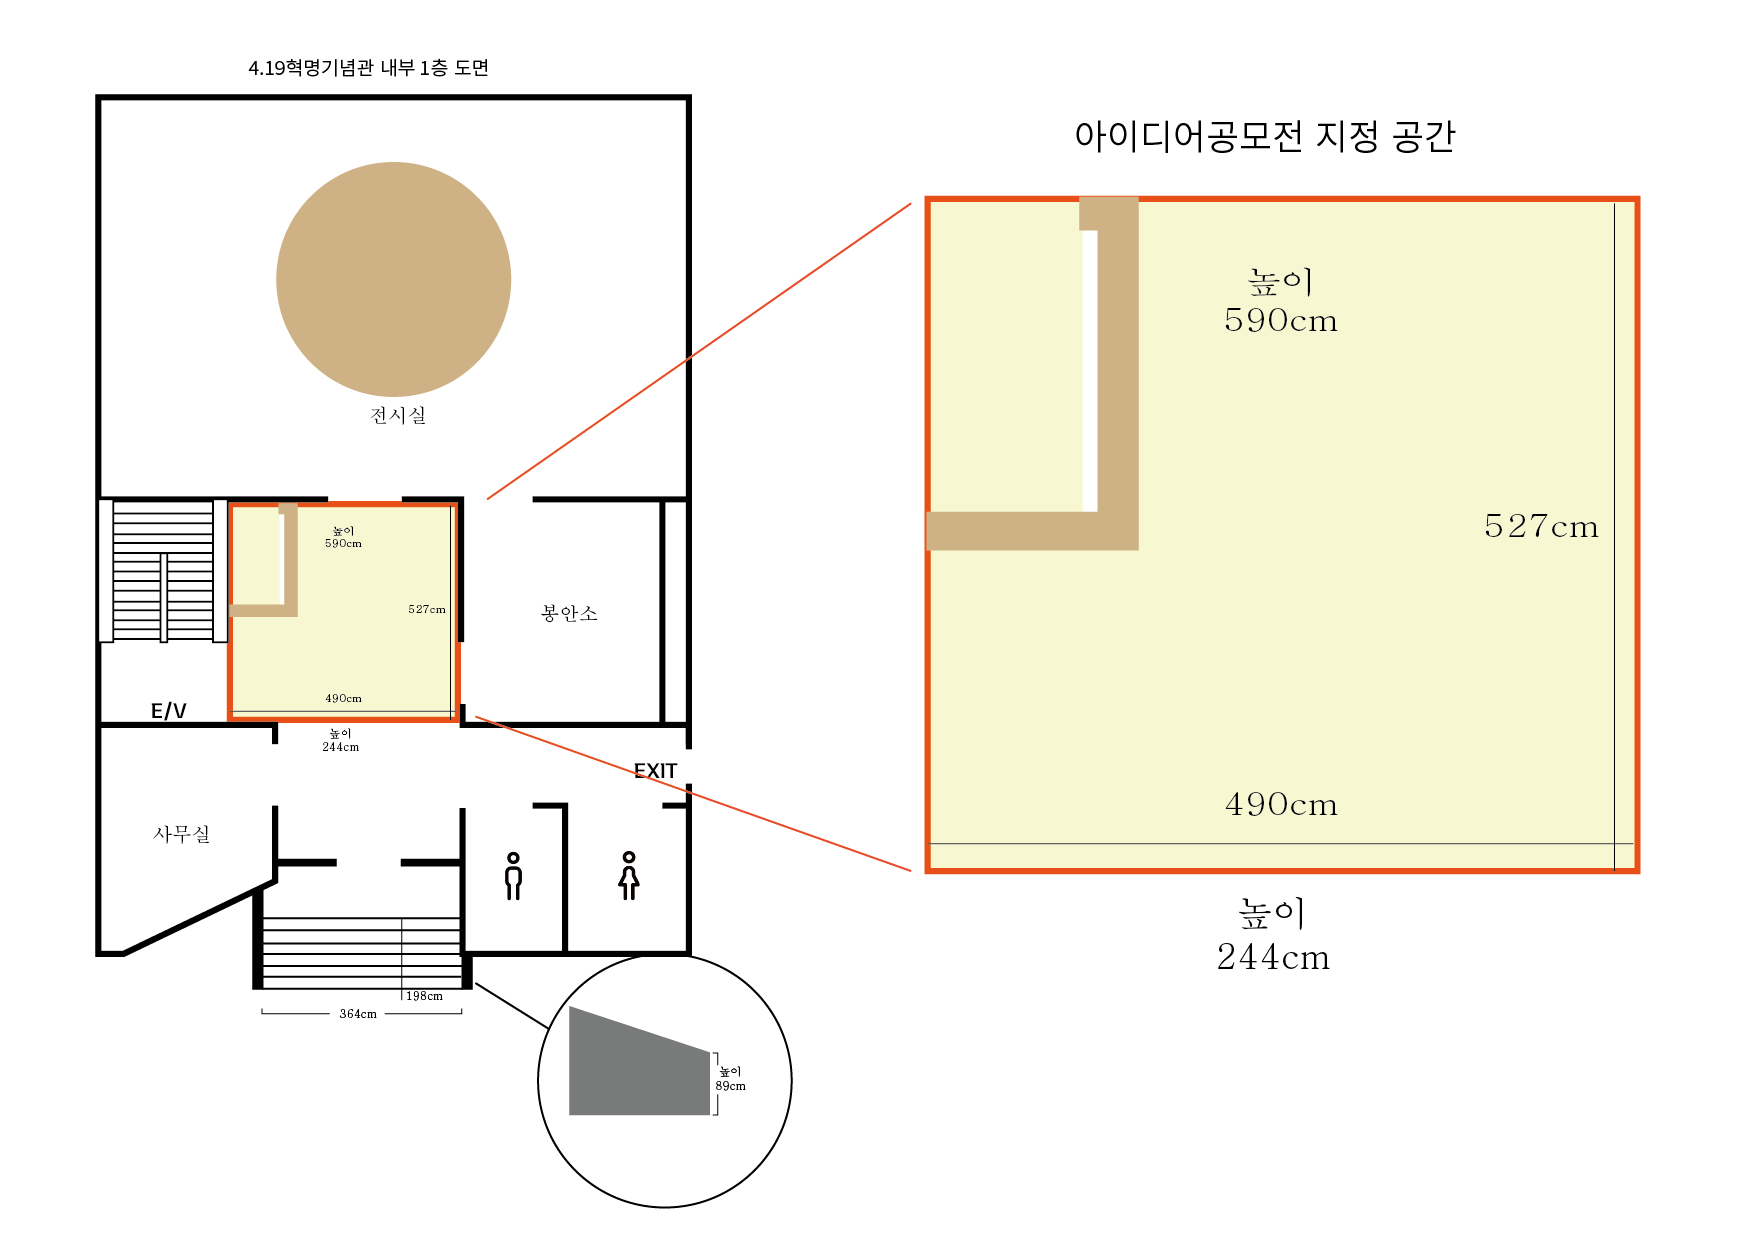 4.19혁명기념관 내부 1층 도면
전시실
높이
590cm
527cm
490cm
봉안소
E/V
높이
244cm
EXIT
사무실
198cm
364cm
높이
89cm
아이디어공모전 지정 공간
높이
590cm
527cm
490cm
높이
244cm